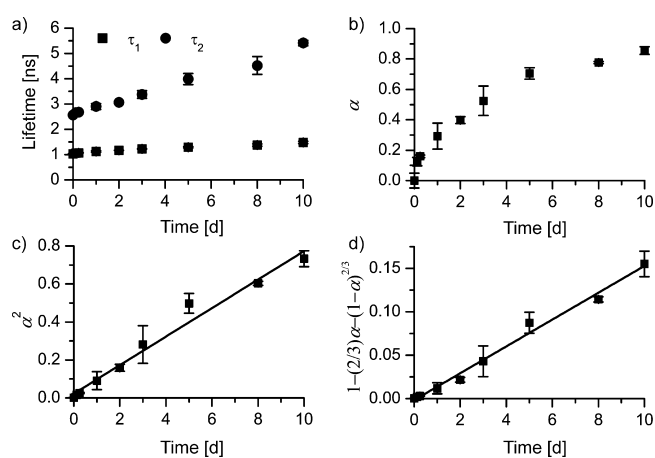 a)
τ1 τ2
Lifetime [ns]
6
5
4
3
2
1
0
0 2 4 6 8 10
Time [d]
b)
α
1.0
0.8
0.6
0.4
0.2
0.0
0 2 4 6 8 10
Time [d]
c)
α²
0.8
0.6
0.4
0.2
0.0
0 2 4 6 8 10
Time [d]
d)
1−(2/3)α−(1−α)^2/3
0.15
0.10
0.05
0.00
0 2 4 6 8 10
Time [d]